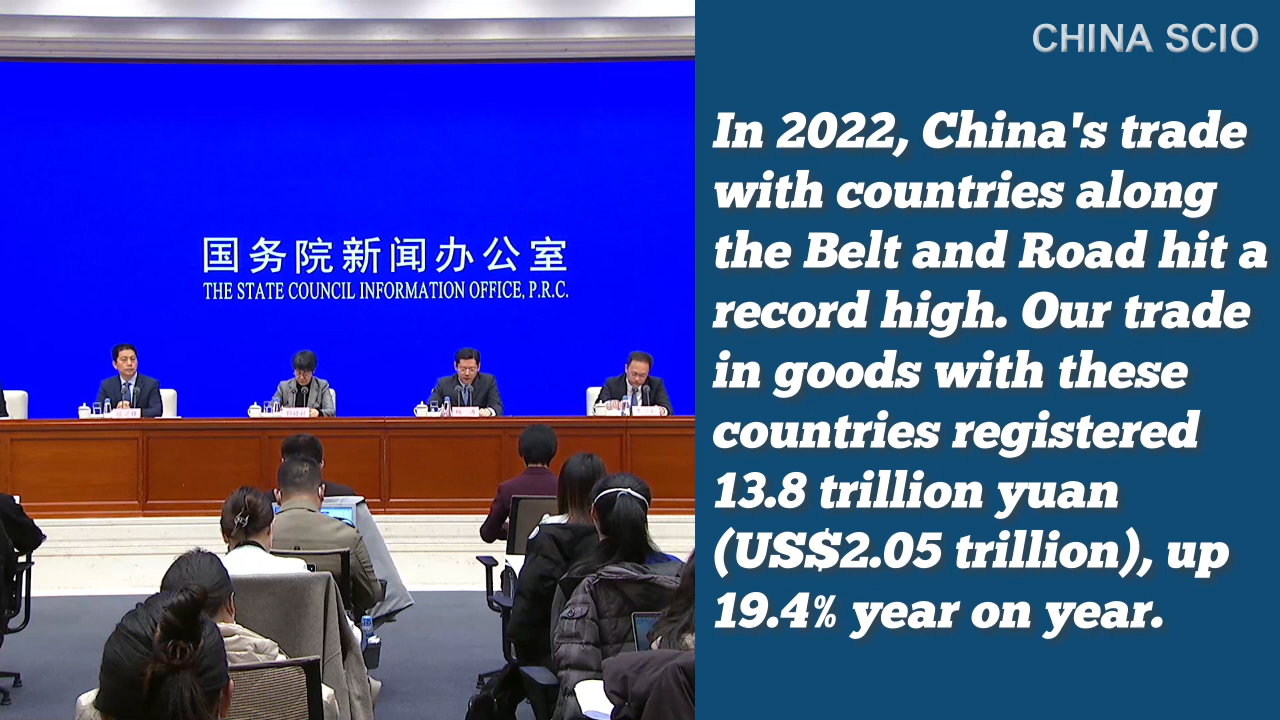 国务院新闻办公室
THE STATE COUNCIL INFORMATION OFFICE, P.R.C.
CHINA SCIO
In 2022, China's trade
with countries along
the Belt and Road hit a
record high. Our trade
in goods with these
countries registered
13.8 trillion yuan
(US$2.05 trillion), up
19.4% year on year.